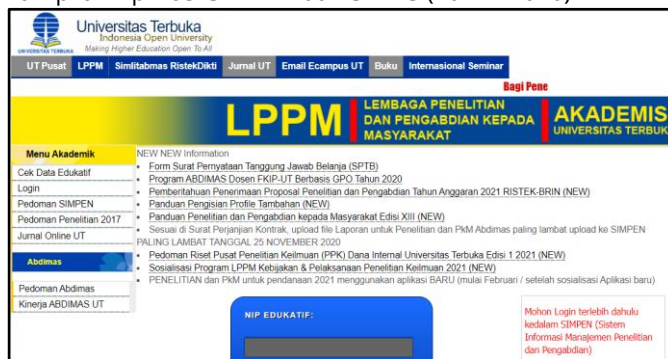 Universitas Terbuka
Indonesia Open University
Making Higher Education Open To All
UNIVERSITAS TERBUKA
UT Pusat LPPM Simlitabmas RistekDikti Jurnal UT Email Ecampus UT Buku Internasional Seminar
Bagi Pene
LPPM LEMBAGA PENELITIAN DAN PENGABDIAN KEPADA MASYARAKAT AKADEMIS
UNIVERSITAS TERBUK
Menu Akademik
Cek Data Edukatif
Login
Pedoman SIMPEN
Pedoman Penelitian 2017
Jurnal Online UT
Abdimas
Pedoman Abdimas
Kinerja ABDIMAS UT
NEW NEW Information
Form Surat Pernyataan Tanggung Jawab Belanja (SPTB)
Program ABDIMAS Dosen FKIP-UT Berbasis GPO Tahun 2020
Pemberitahuan Penerimaan Proposal Penelitian dan Pengabdian Tahun Anggaran 2021 RISTEK-BRIN (NEW)
Panduan Pengisian Profile Tambahan (NEW)
Panduan Penelitian dan Pengabdian kepada Masyarakat Edisi XIII (NEW)
Sesuai di Surat Perjanjian Kontrak, upload file Laporan untuk Penelitian dan PkM Abdimas paling lambat upload ke SIMPEN
PALING LAMBAT TANGGAL 25 NOVEMBER 2020
Pedoman Riset Pusat Penelitian Keilmuan (PPK) Dana Internal Universitas Terbuka Edisi 1 2021 (NEW)
Sosialisasi Program LPPM Kebijakan & Pelaksanaan Penelitian Keilmuan 2021 (NEW)
PENELITIAN dan PkM untuk pendanaan 2021 menggunakan aplikasi BARU (mulai Februari / setelah sosialisasi Aplikasi baru)
NIP EDUKATIF:
Mohon Login terlebih dahulu
kedalam SIMPEN (Sistem
Informasi Manajemen Penelitian
dan Pengabdian)